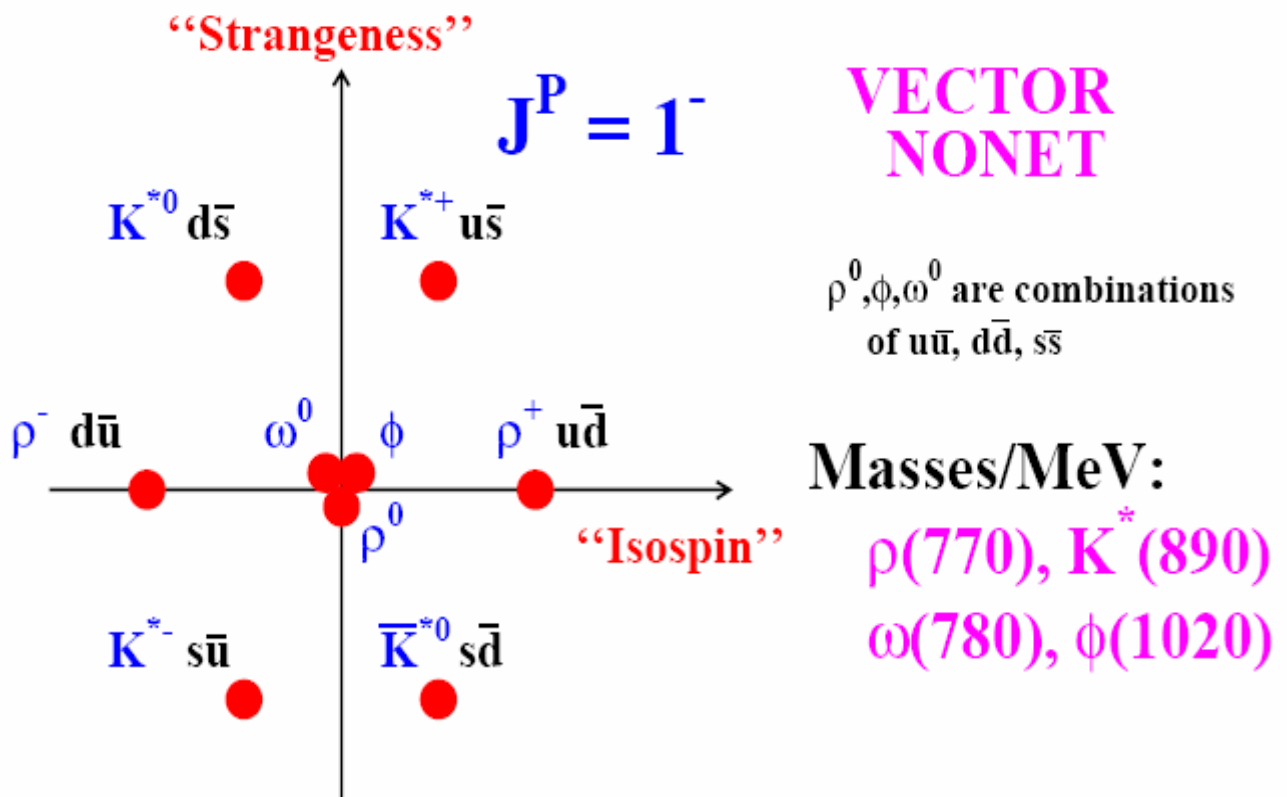 “Strangeness”
Jᴾ = 1⁻
VECTOR
NONET
K*⁰ ds̄
K*⁺ us̄
ρ⁰,ϕ,ω⁰ are combinations
of uū, dd̄, ss̄
ρ⁻ dū
ω⁰
ϕ
ρ⁺ ud̄
ρ⁰
“Isospin”
Masses/MeV:
ρ(770), K*(890)
ω(780), ϕ(1020)
K*⁻ sū
K̄*⁰ sd̄